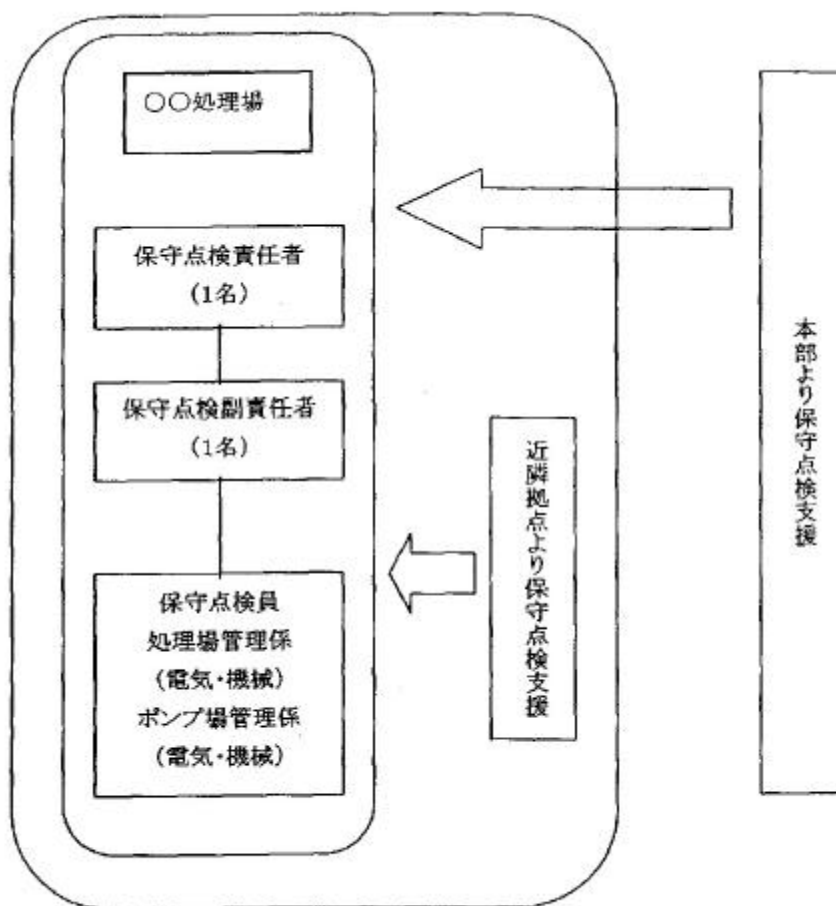 〇〇処理場
保守点検責任者
(1名)
保守点検副責任者
(1名)
保守点検員
処理場管理係
(電気・機械)
ポンプ場管理係
(電気・機械)
近隣拠点より保守点検支援
本部より保守点検支援